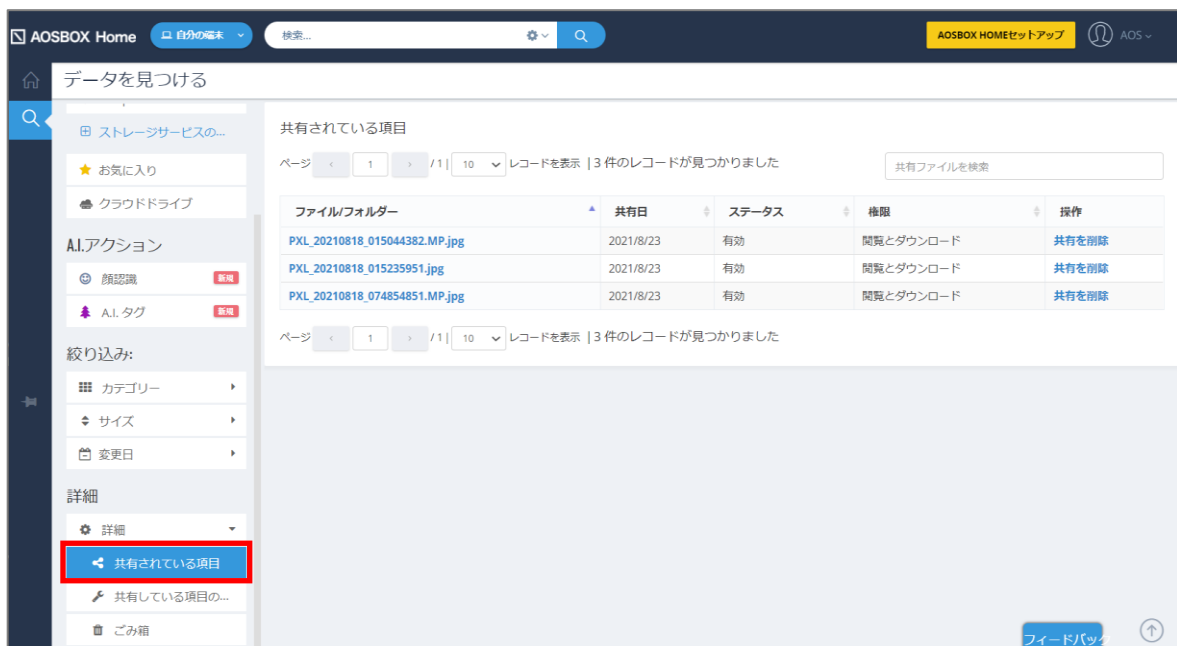 AOSBOX Home 自分の端末 検索... AOSBOX HOMEセットアップ AOS
データを見つける
ストレージサービスの...
お気に入り
クラウドドライブ
A.I.アクション
顔認識 新規
A.I. タグ 新規
絞り込み:
カテゴリー
サイズ
変更日
詳細
詳細
共有されている項目
共有している項目の...
ごみ箱
共有されている項目
ページ 1 / 1 | 10 レコードを表示 | 3 件のレコードが見つかりました 共有ファイルを検索
ファイル/フォルダー 共有日 ステータス 権限 操作
PXL_20210818_015044382.MP.jpg 2021/8/23 有効 閲覧とダウンロード 共有を削除
PXL_20210818_015235951.jpg 2021/8/23 有効 閲覧とダウンロード 共有を削除
PXL_20210818_074854851.MP.jpg 2021/8/23 有効 閲覧とダウンロード 共有を削除
ページ 1 / 1 | 10 レコードを表示 | 3 件のレコードが見つかりました
フィードバック